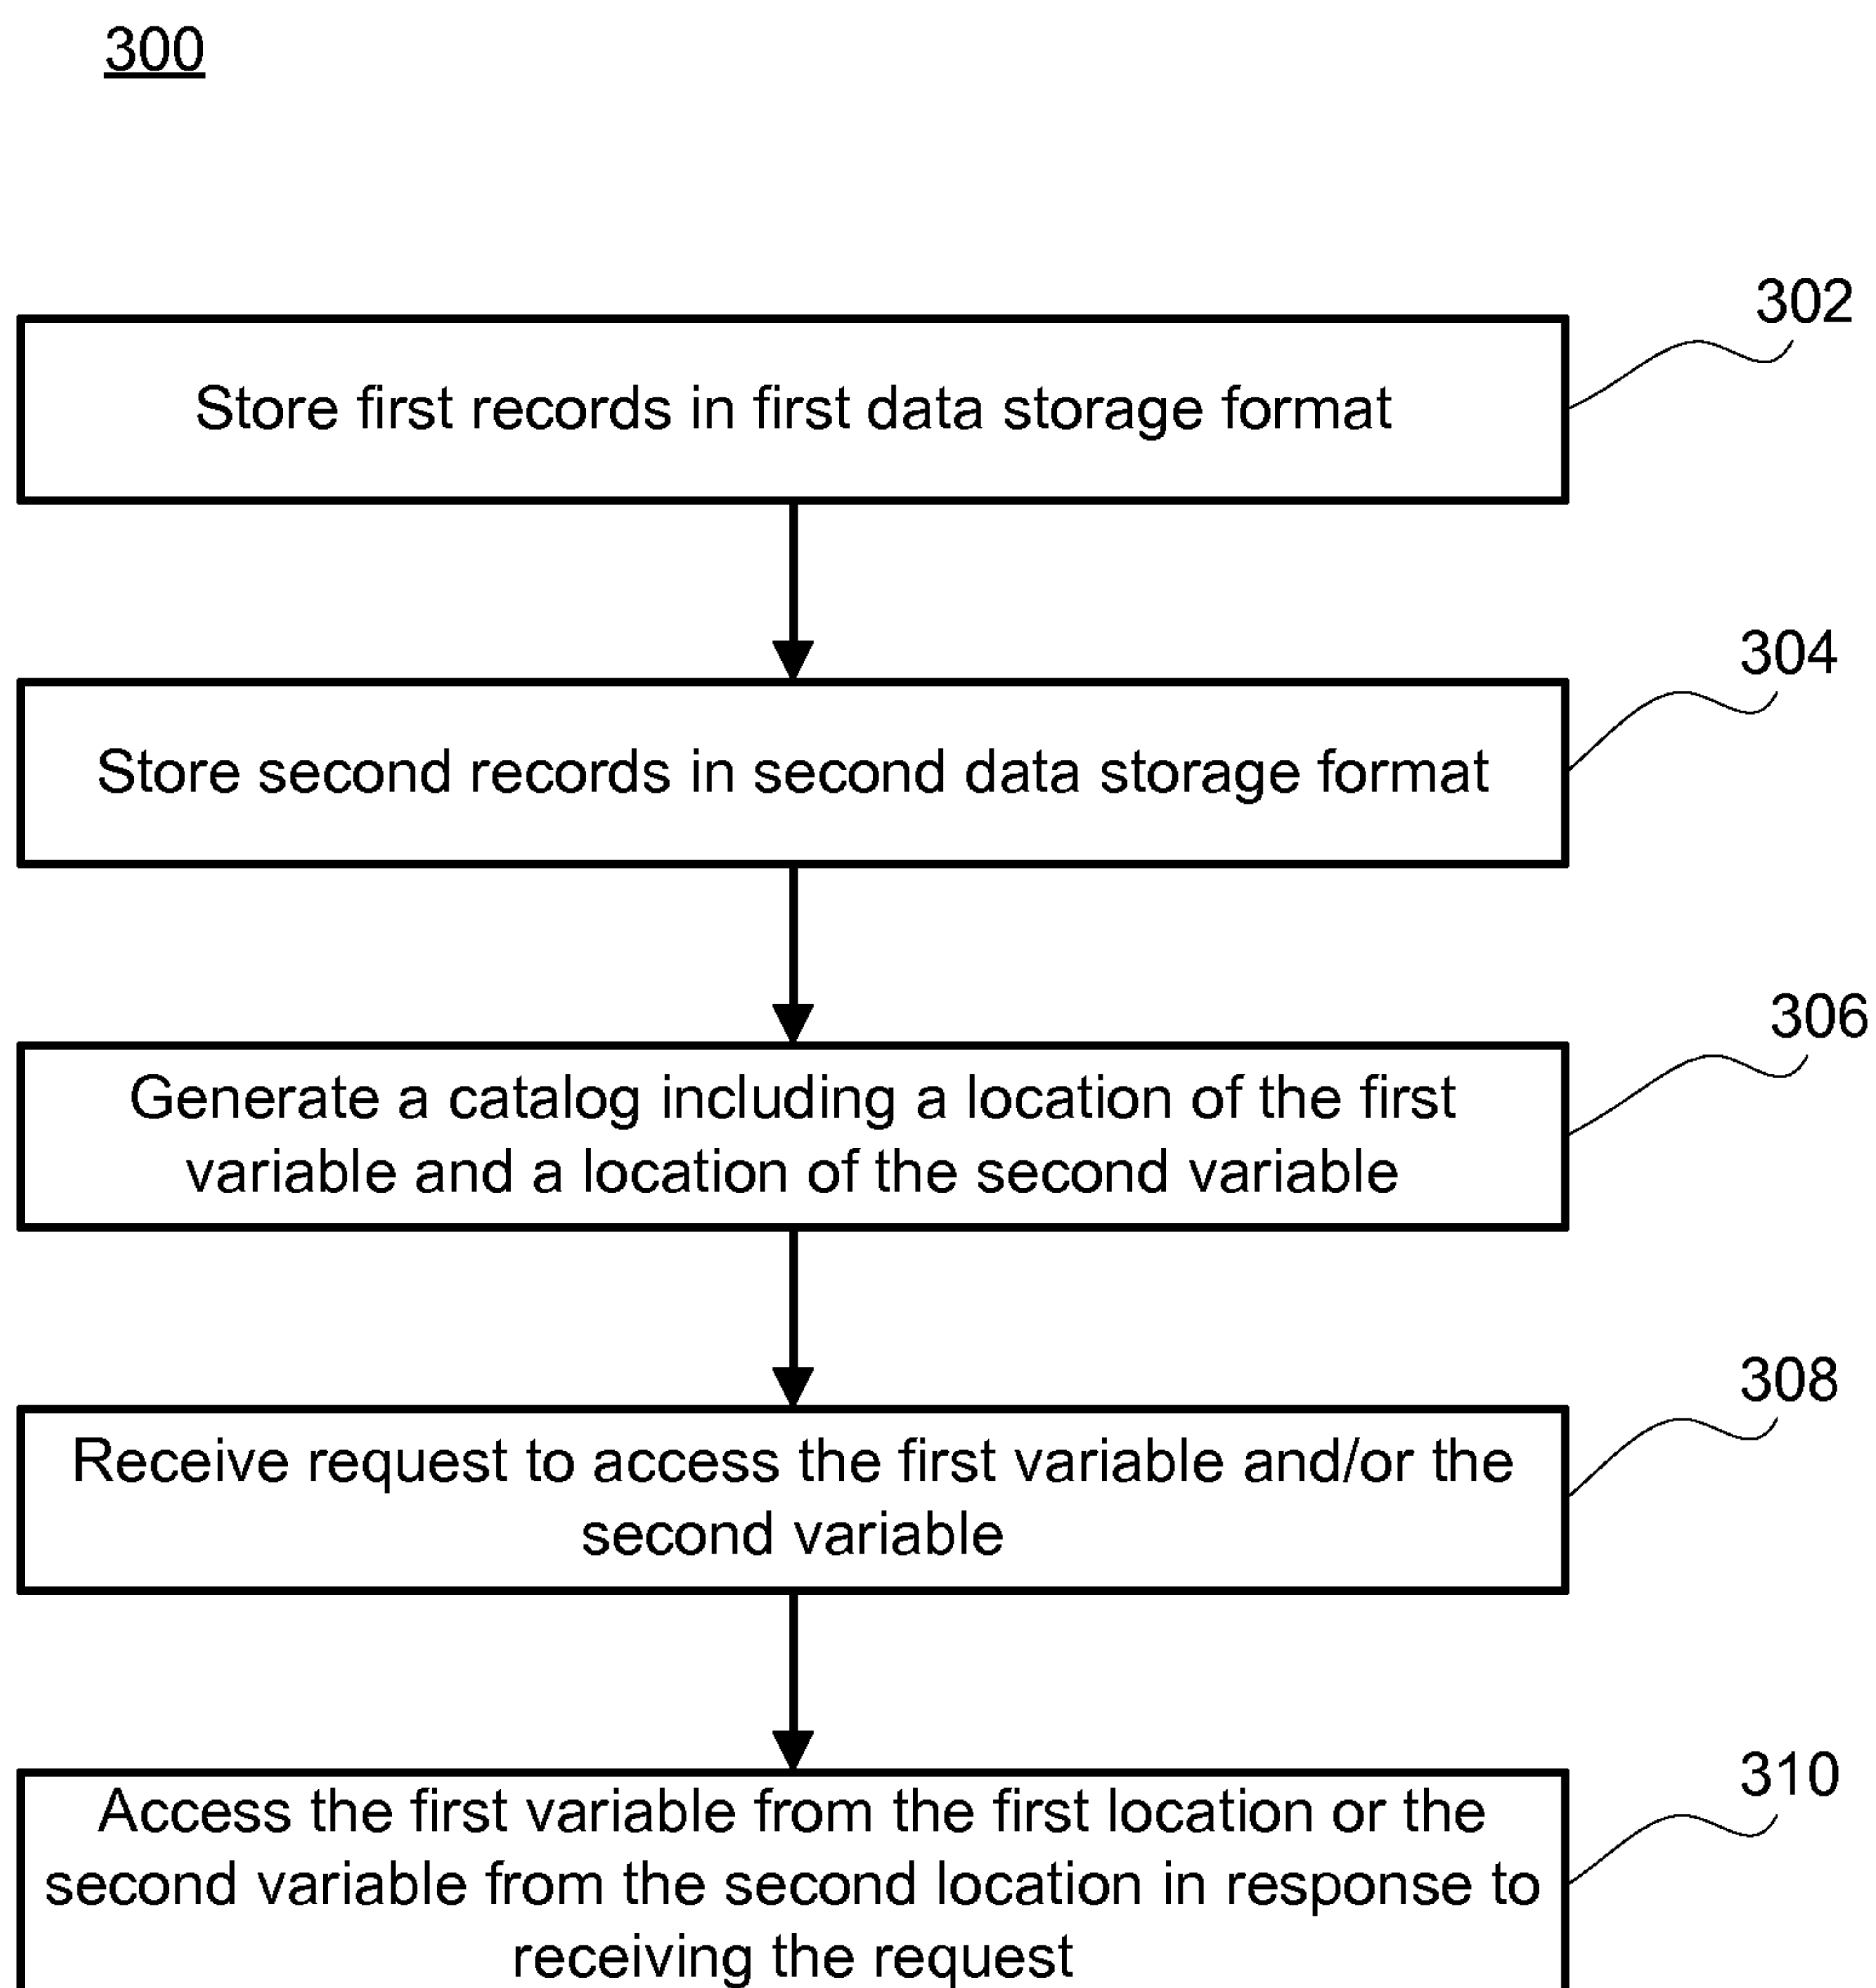 300
302
Store first records in first data storage format
304
Store second records in second data storage format
306
Generate a catalog including a location of the first
variable and a location of the second variable
308
Receive request to access the first variable and/or the
second variable
310
Access the first variable from the first location or the
second variable from the second location in response to
receiving the request